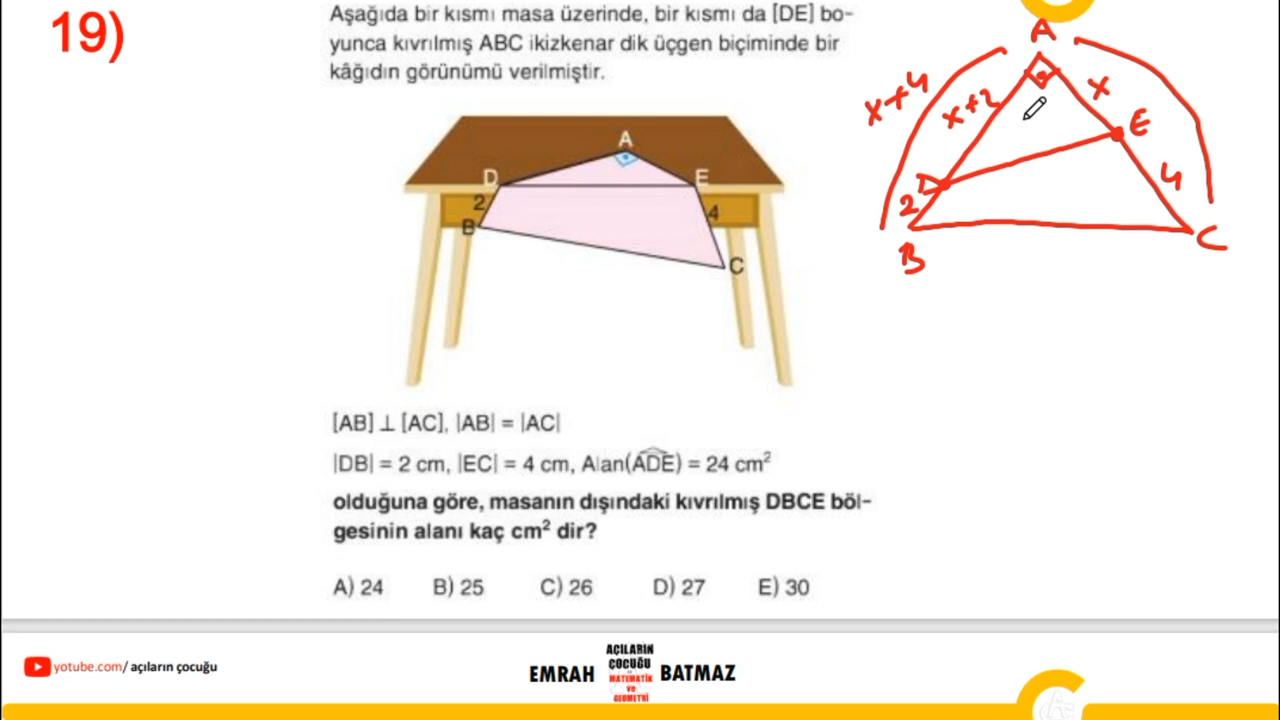 19)
Aşağıda bir kısmı masa üzerinde, bir kısmı da [DE] bo-
yunca kıvrılmış ABC ikizkenar dik üçgen biçiminde bir
kâğıdın görünümü verilmiştir.
A
D
E
2
4
B
C
A
x+4
x+2
x
E
D
4
2
B
C
[AB] ⊥ [AC], |AB| = |AC|
|DB| = 2 cm, |EC| = 4 cm, Alan(ADE) = 24 cm²
olduğuna göre, masanın dışındaki kıvrılmış DBCE böl-
gesinin alanı kaç cm² dir?
A) 24 B) 25 C) 26 D) 27 E) 30
yotube.com/ açıların çocuğu
EMRAH
AÇILARIN
ÇOCUĞU
MATEMATİK
ve
GEOMETRİ
BATMAZ